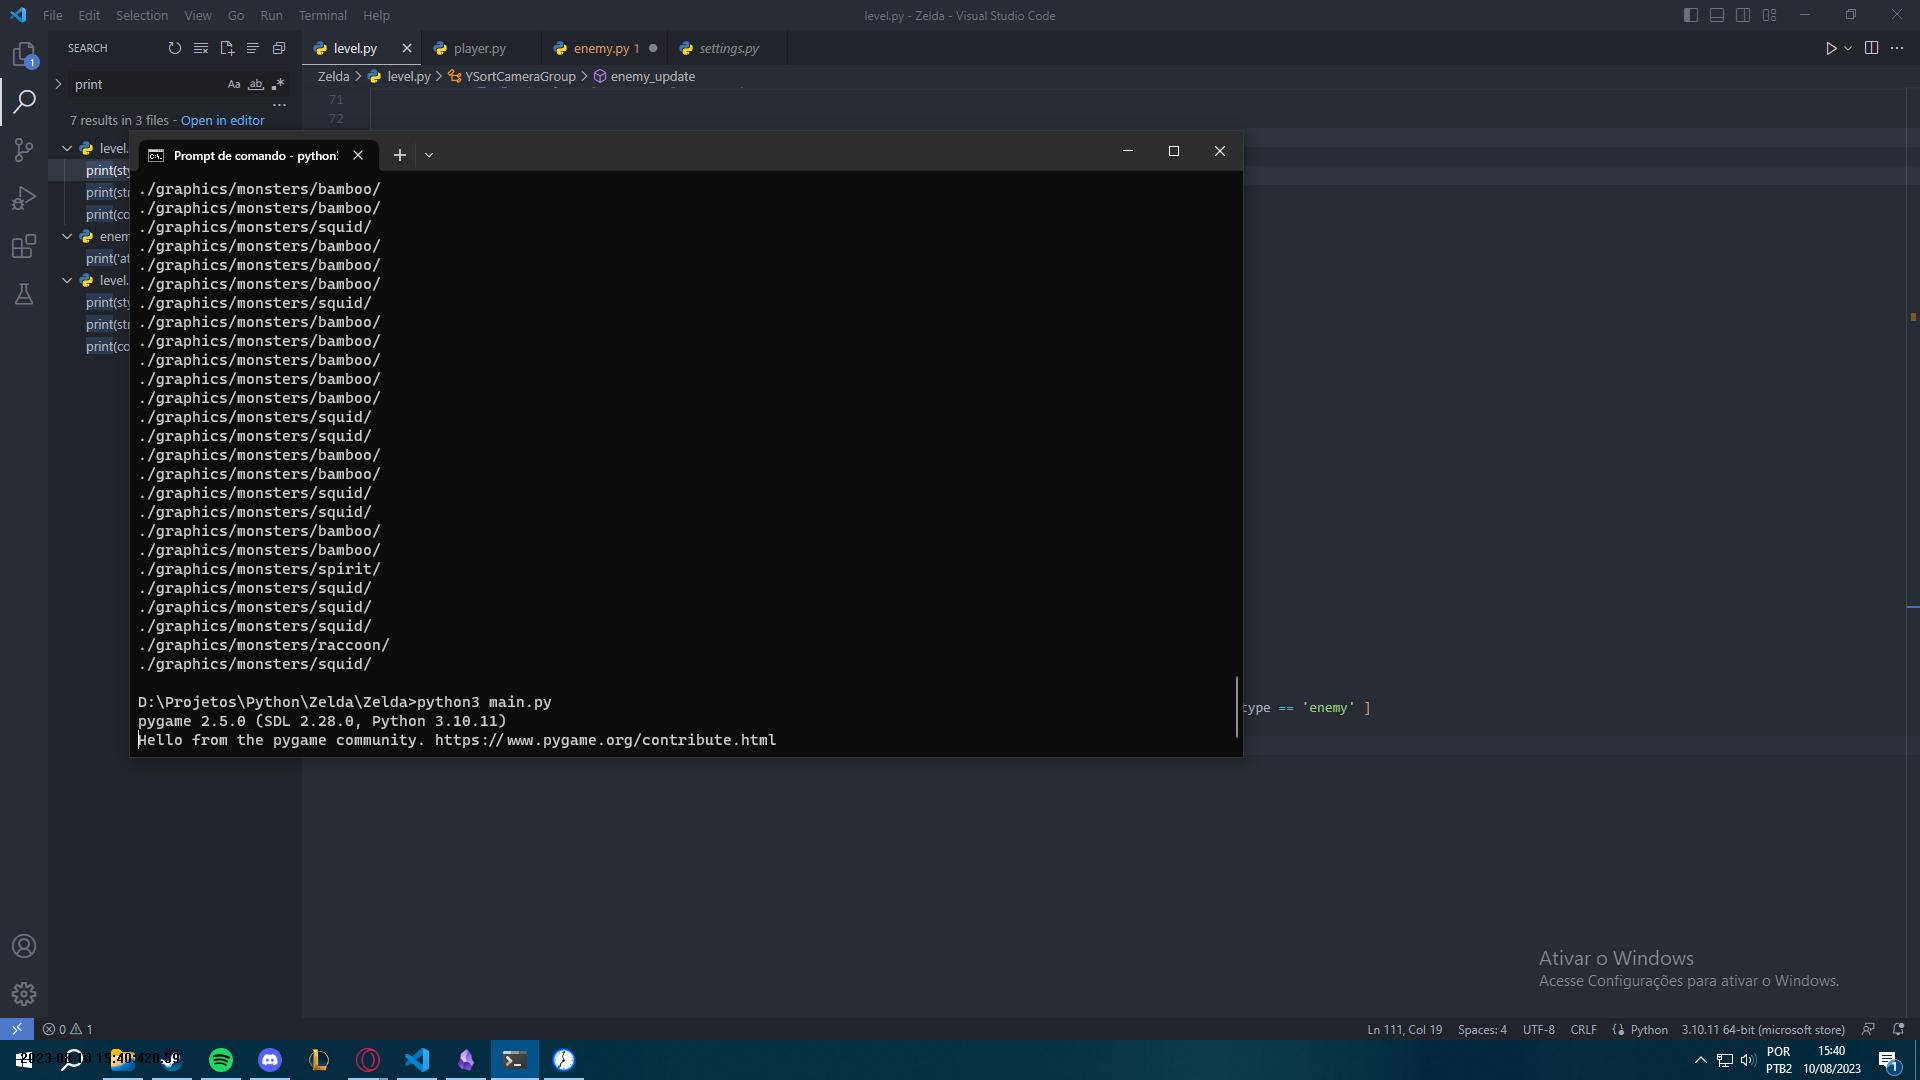 File Edit Selection View Go Run Terminal Help
level.py - Zelda - Visual Studio Code
SEARCH
level.py
player.py
enemy.py 1
settings.py
print
Aa ab
Zelda > level.py > YSortCameraGroup > enemy_update
7 results in 3 files - Open in editor
71
72
level.
print(sty
print(str
print(co
enem
print('at
level.
print(sty
print(str
print(co
Prompt de comando - python
./graphics/monsters/bamboo/
./graphics/monsters/bamboo/
./graphics/monsters/squid/
./graphics/monsters/bamboo/
./graphics/monsters/bamboo/
./graphics/monsters/bamboo/
./graphics/monsters/squid/
./graphics/monsters/bamboo/
./graphics/monsters/bamboo/
./graphics/monsters/bamboo/
./graphics/monsters/bamboo/
./graphics/monsters/bamboo/
./graphics/monsters/squid/
./graphics/monsters/squid/
./graphics/monsters/bamboo/
./graphics/monsters/bamboo/
./graphics/monsters/squid/
./graphics/monsters/squid/
./graphics/monsters/bamboo/
./graphics/monsters/bamboo/
./graphics/monsters/spirit/
./graphics/monsters/squid/
./graphics/monsters/squid/
./graphics/monsters/squid/
./graphics/monsters/raccoon/
./graphics/monsters/squid/
D:\Projetos\Python\Zelda\Zelda>python3 main.py
pygame 2.5.0 (SDL 2.28.0, Python 3.10.11)
Hello from the pygame community. https://www.pygame.org/contribute.html
type == 'enemy' ]
Ativar o Windows
Acesse Configurações para ativar o Windows.
0 1
Ln 111, Col 19 Spaces: 4 UTF-8 CRLF Python 3.10.11 64-bit (microsoft store)
POR
PTB2
15:40
10/08/2023
1